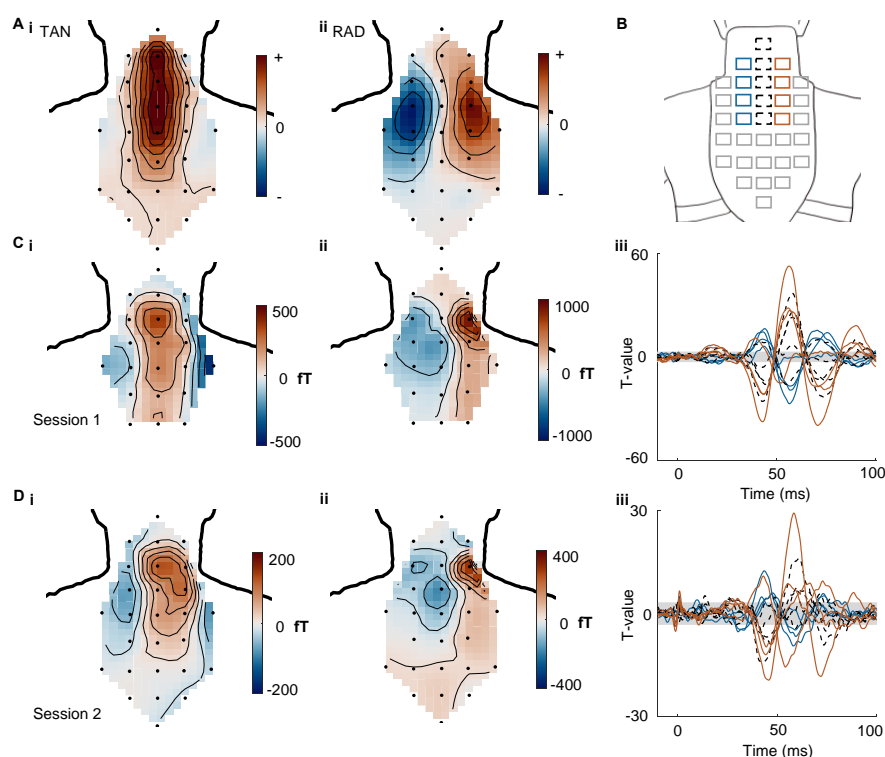 A i TAN
+
0
-
ii RAD
+
0
-
B
C i
500
0 fT
-500
Session 1
ii
1000
0 fT
-1000
iii
60
0
-60
T-value
0 50 100
Time (ms)
D i
200
0 fT
-200
Session 2
ii
400
0 fT
-400
iii
30
0
-30
T-value
0 50 100
Time (ms)